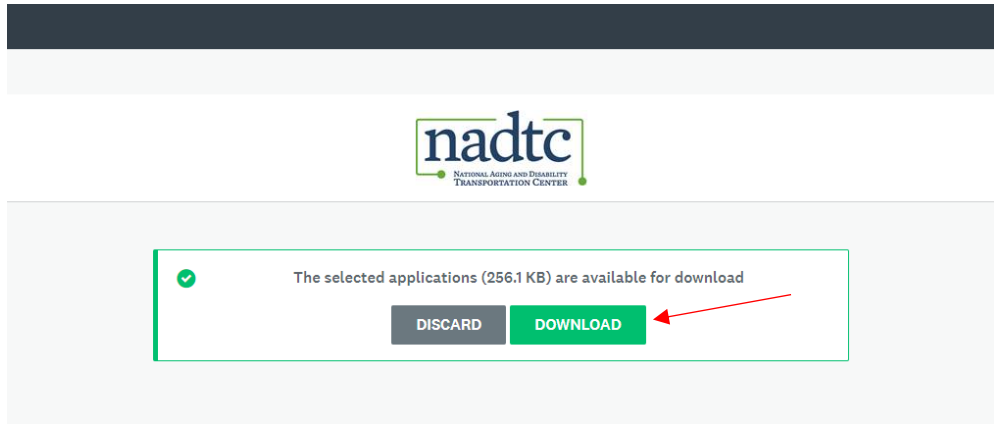 nadtc
NATIONAL AGING AND DISABILITY
TRANSPORTATION CENTER
The selected applications (256.1 KB) are available for download
DISCARD DOWNLOAD